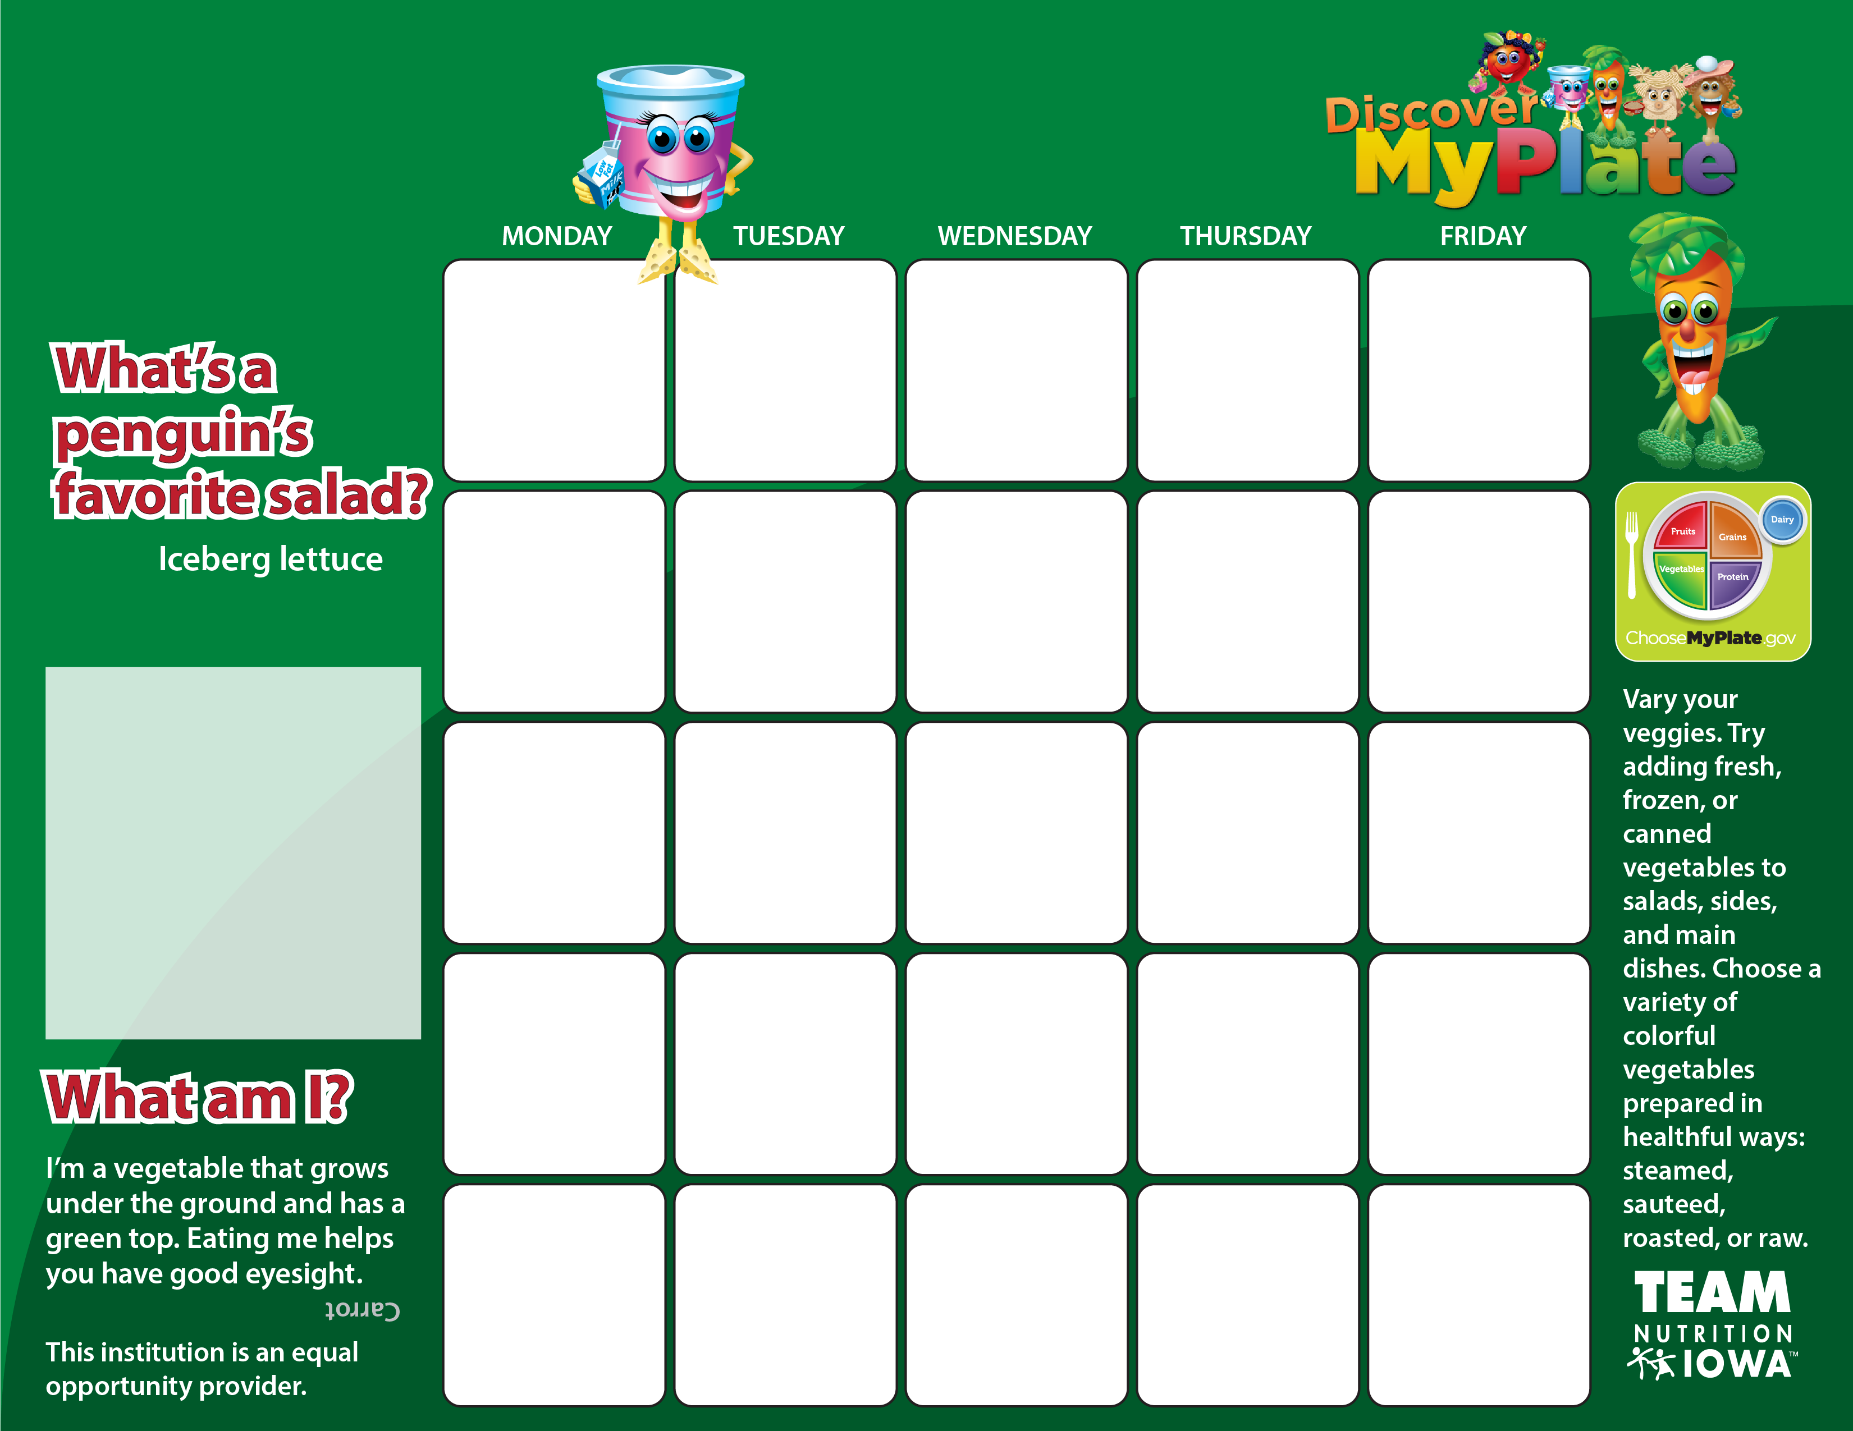 Discover
MyPlate
Low
Fat
Milk
MONDAY TUESDAY WEDNESDAY THURSDAY FRIDAY
What's a
penguin's
favorite salad?
Iceberg lettuce
Fruits
Grains
Dairy
Vegetables
Protein
ChooseMyPlate.gov
Vary your
veggies. Try
adding fresh,
frozen, or
canned
vegetables to
salads, sides,
and main
dishes. Choose a
variety of
colorful
vegetables
prepared in
healthful ways:
steamed,
sauteed,
roasted, or raw.
What am I?
I'm a vegetable that grows
under the ground and has a
green top. Eating me helps
you have good eyesight.
Carrot
This institution is an equal
opportunity provider.
TEAM
NUTRITION
IOWA™